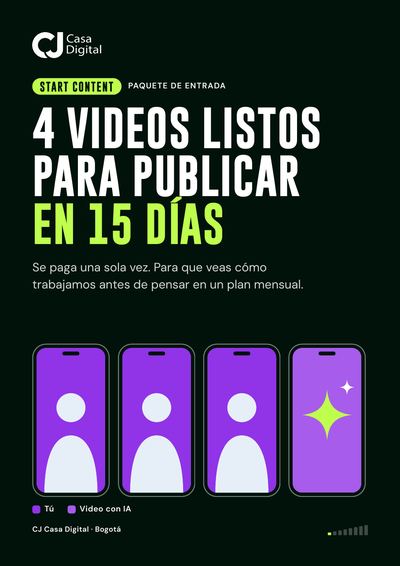 CJ Casa
Digital
START CONTENT PAQUETE DE ENTRADA
4 VIDEOS LISTOS
PARA PUBLICAR
EN 15 DÍAS
Se paga una sola vez. Para que veas cómo
trabajamos antes de pensar en un plan mensual.
Tú Video con IA
CJ Casa Digital · Bogotá